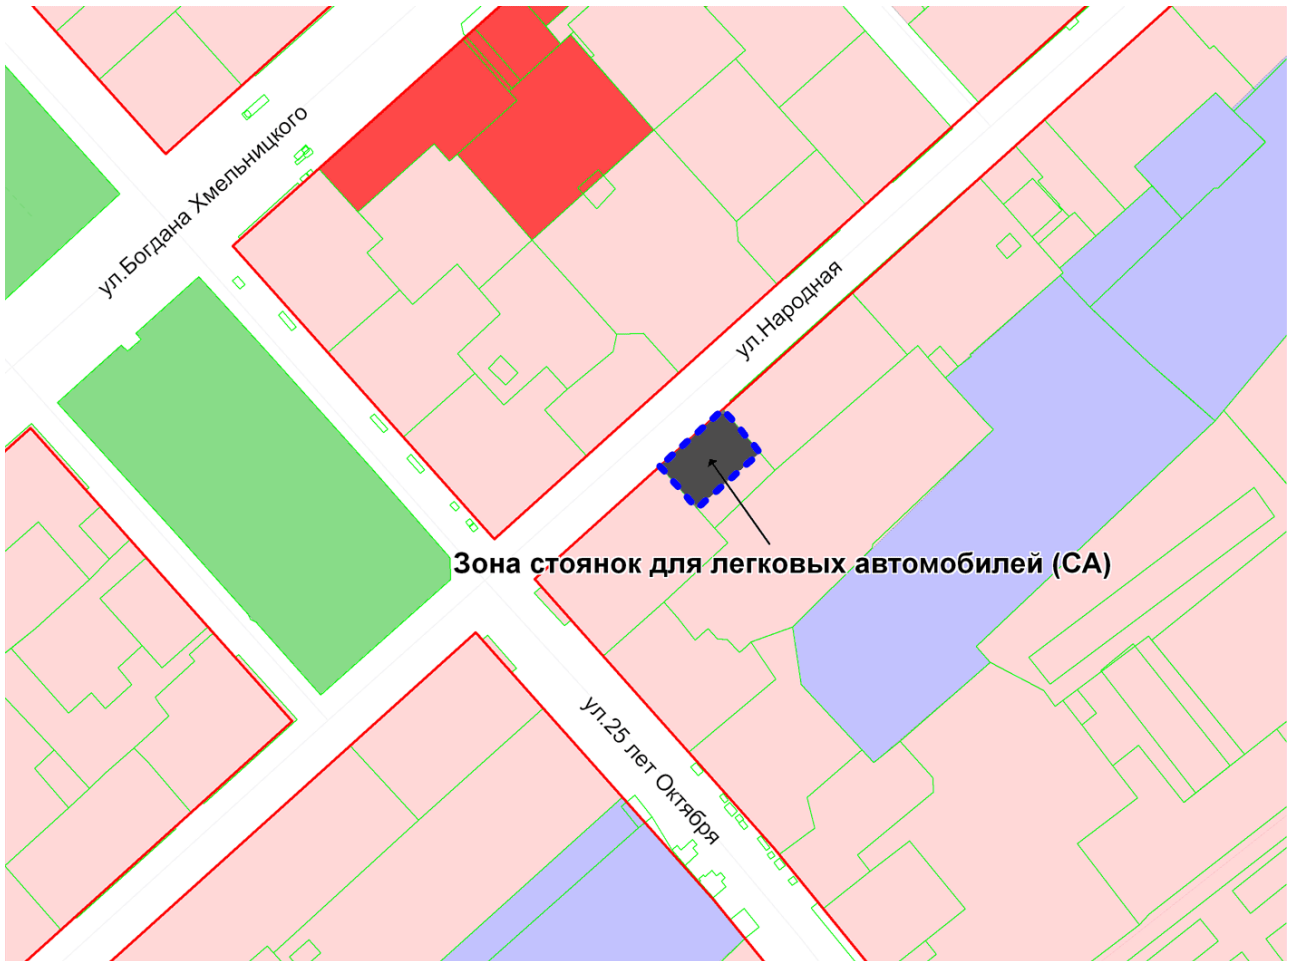 ул.Богдана Хмельницкого
ул.Народная
Зона стоянок для легковых автомобилей (СА)
ул.25 лет Октября